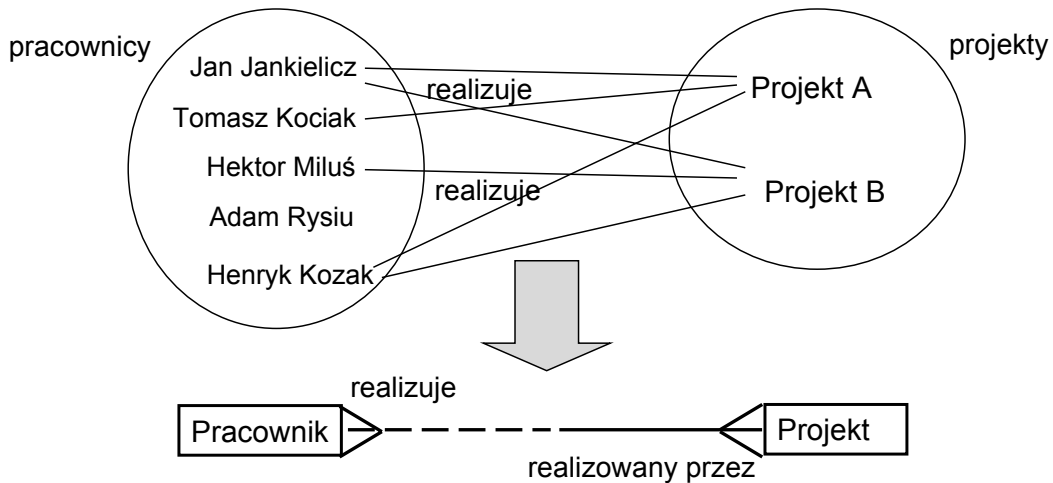 pracownicy
projekty
Jan Jankielicz
realizuje
Projekt A
Tomasz Kociak
Hektor Miluś
realizuje
Projekt B
Adam Rysiu
Henryk Kozak
realizuje
Pracownik
Projekt
realizowany przez